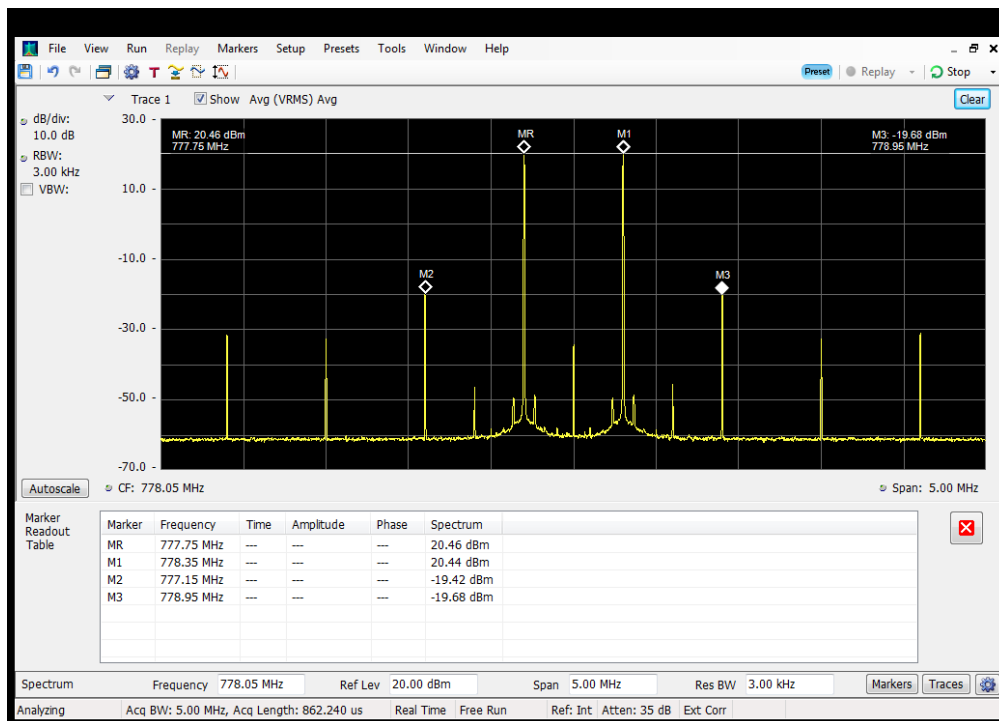 File View Run Replay Markers Setup Presets Tools Window Help
T
Preset Replay Stop
Trace 1 Show Avg (VRMS) Avg Clear
dB/div:
10.0 dB
RBW:
3.00 kHz
VBW:
30.0 -
10.0 -
-10.0 -
-30.0 -
-50.0 -
-70.0 -
MR: 20.46 dBm
777.75 MHz
MR
M1
M3: -19.68 dBm
778.95 MHz
M2
M3
Autoscale CF: 778.05 MHz Span: 5.00 MHz
Marker
Readout
Table
Marker Frequency Time Amplitude Phase Spectrum
MR 777.75 MHz --- --- --- 20.46 dBm
M1 778.35 MHz --- --- --- 20.44 dBm
M2 777.15 MHz --- --- --- -19.42 dBm
M3 778.95 MHz --- --- --- -19.68 dBm
Spectrum Frequency 778.05 MHz Ref Lev 20.00 dBm Span 5.00 MHz Res BW 3.00 kHz Markers Traces
Analyzing Acq BW: 5.00 MHz, Acq Length: 862.240 us Real Time Free Run Ref: Int Atten: 35 dB Ext Corr